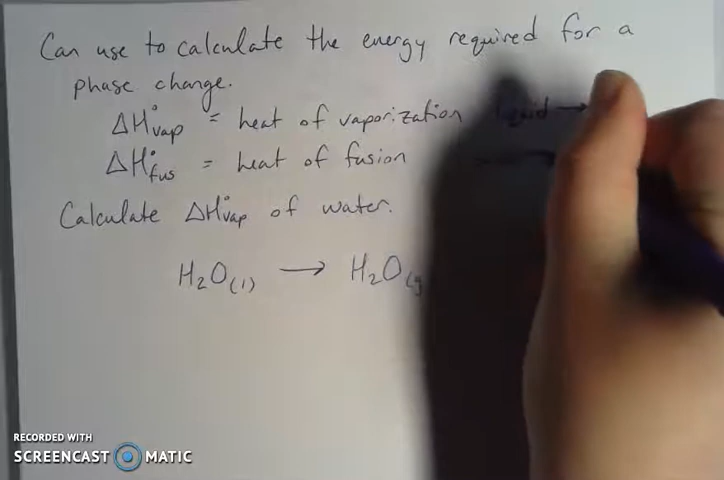 Can use to calculate the energy required for a
phase change.
ΔH°vap = heat of vaporization liquid →
ΔH°fus = heat of fusion →
Calculate ΔH°vap of water.
H₂O(l) → H₂O(g
RECORDED WITH
SCREENCAST MATIC